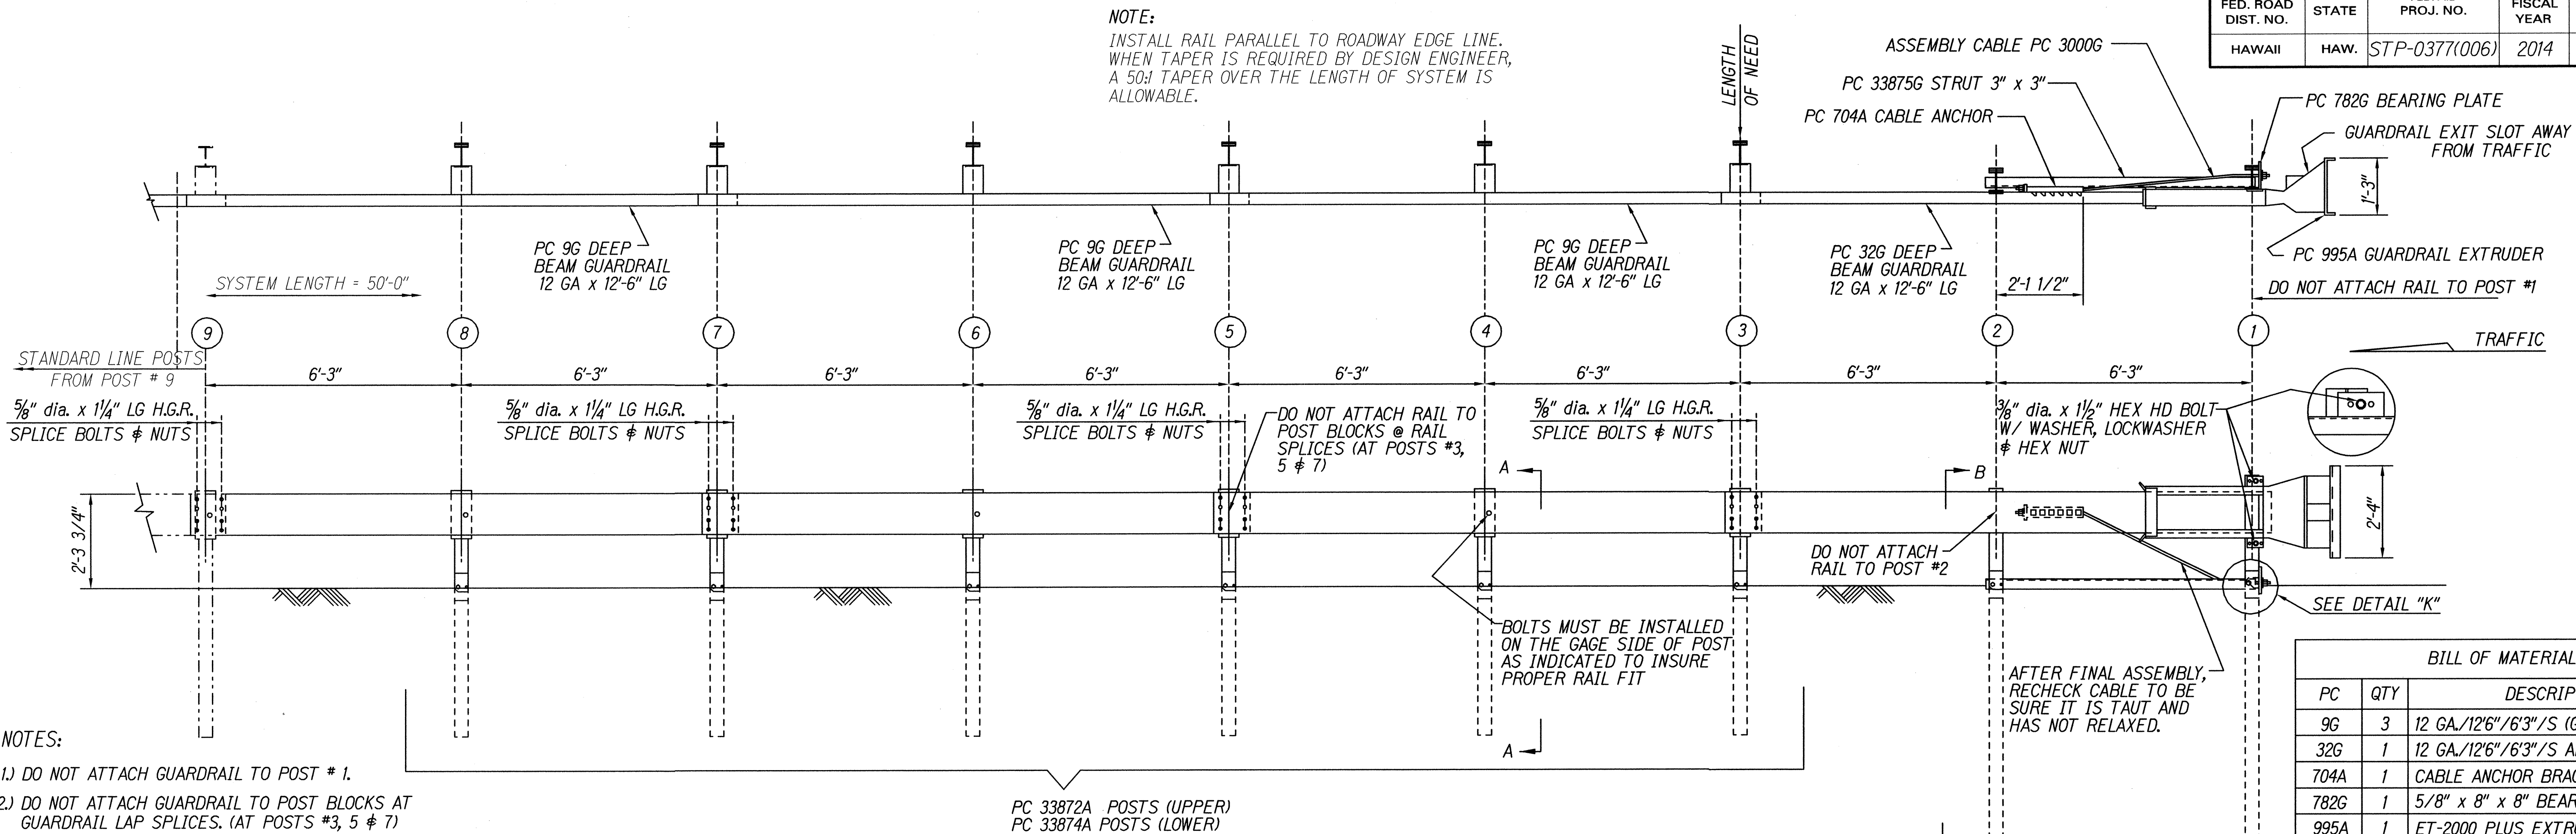 NOTE:
INSTALL RAIL PARALLEL TO ROADWAY EDGE LINE.
WHEN TAPER IS REQUIRED BY DESIGN ENGINEER,
A 50:1 TAPER OVER THE LENGTH OF SYSTEM IS
ALLOWABLE.
FED. ROAD DIST. NO.
STATE
PROJ. NO.
FISCAL YEAR
HAWAII
HAW.
STP-0377(006)
2014
LENGTH
OF NEED
ASSEMBLY CABLE PC 3000G
PC 33875G STRUT 3" x 3"
PC 704A CABLE ANCHOR
PC 782G BEARING PLATE
GUARDRAIL EXIT SLOT AWAY
FROM TRAFFIC
1'-3"
PC 995A GUARDRAIL EXTRUDER
DO NOT ATTACH RAIL TO POST #1
PC 9G DEEP
BEAM GUARDRAIL
12 GA x 12'-6" LG
PC 9G DEEP
BEAM GUARDRAIL
12 GA x 12'-6" LG
PC 9G DEEP
BEAM GUARDRAIL
12 GA x 12'-6" LG
PC 32G DEEP
BEAM GUARDRAIL
12 GA x 12'-6" LG
2'-1 1/2"
SYSTEM LENGTH = 50'-0"
9
8
7
6
5
4
3
2
1
TRAFFIC
STANDARD LINE POSTS
FROM POST # 9
6'-3"
6'-3"
6'-3"
6'-3"
6'-3"
6'-3"
6'-3"
6'-3"
5/8" dia. x 1 1/4" LG H.G.R.
SPLICE BOLTS & NUTS
5/8" dia. x 1 1/4" LG H.G.R.
SPLICE BOLTS & NUTS
5/8" dia. x 1 1/4" LG H.G.R.
SPLICE BOLTS & NUTS
DO NOT ATTACH RAIL TO
POST BLOCKS @ RAIL
SPLICES (AT POSTS #3,
5 & 7)
5/8" dia. x 1 1/4" LG H.G.R.
SPLICE BOLTS & NUTS
3/8" dia. x 1 1/2" HEX HD BOLT
W/ WASHER, LOCKWASHER
& HEX NUT
A
B
2'-3 3/4"
2'-4"
DO NOT ATTACH
RAIL TO POST #2
SEE DETAIL "K"
BOLTS MUST BE INSTALLED
ON THE GAGE SIDE OF POST
AS INDICATED TO INSURE
PROPER RAIL FIT
AFTER FINAL ASSEMBLY,
RECHECK CABLE TO BE
SURE IT IS TAUT AND
HAS NOT RELAXED.
A
NOTES:
1.) DO NOT ATTACH GUARDRAIL TO POST # 1.
2.) DO NOT ATTACH GUARDRAIL TO POST BLOCKS AT
GUARDRAIL LAP SPLICES. (AT POSTS #3, 5 & 7)
PC 33872A POSTS (UPPER)
PC 33874A POSTS (LOWER)
BILL OF MATERIAL
PC QTY DESCRIP
9G 3 12 GA./12'6"/6'3"/S (G
32G 1 12 GA./12'6"/6'3"/S A
704A 1 CABLE ANCHOR BRA
782G 1 5/8" x 8" x 8" BEAR
995A 1 ET-2000 PLUS EXTR